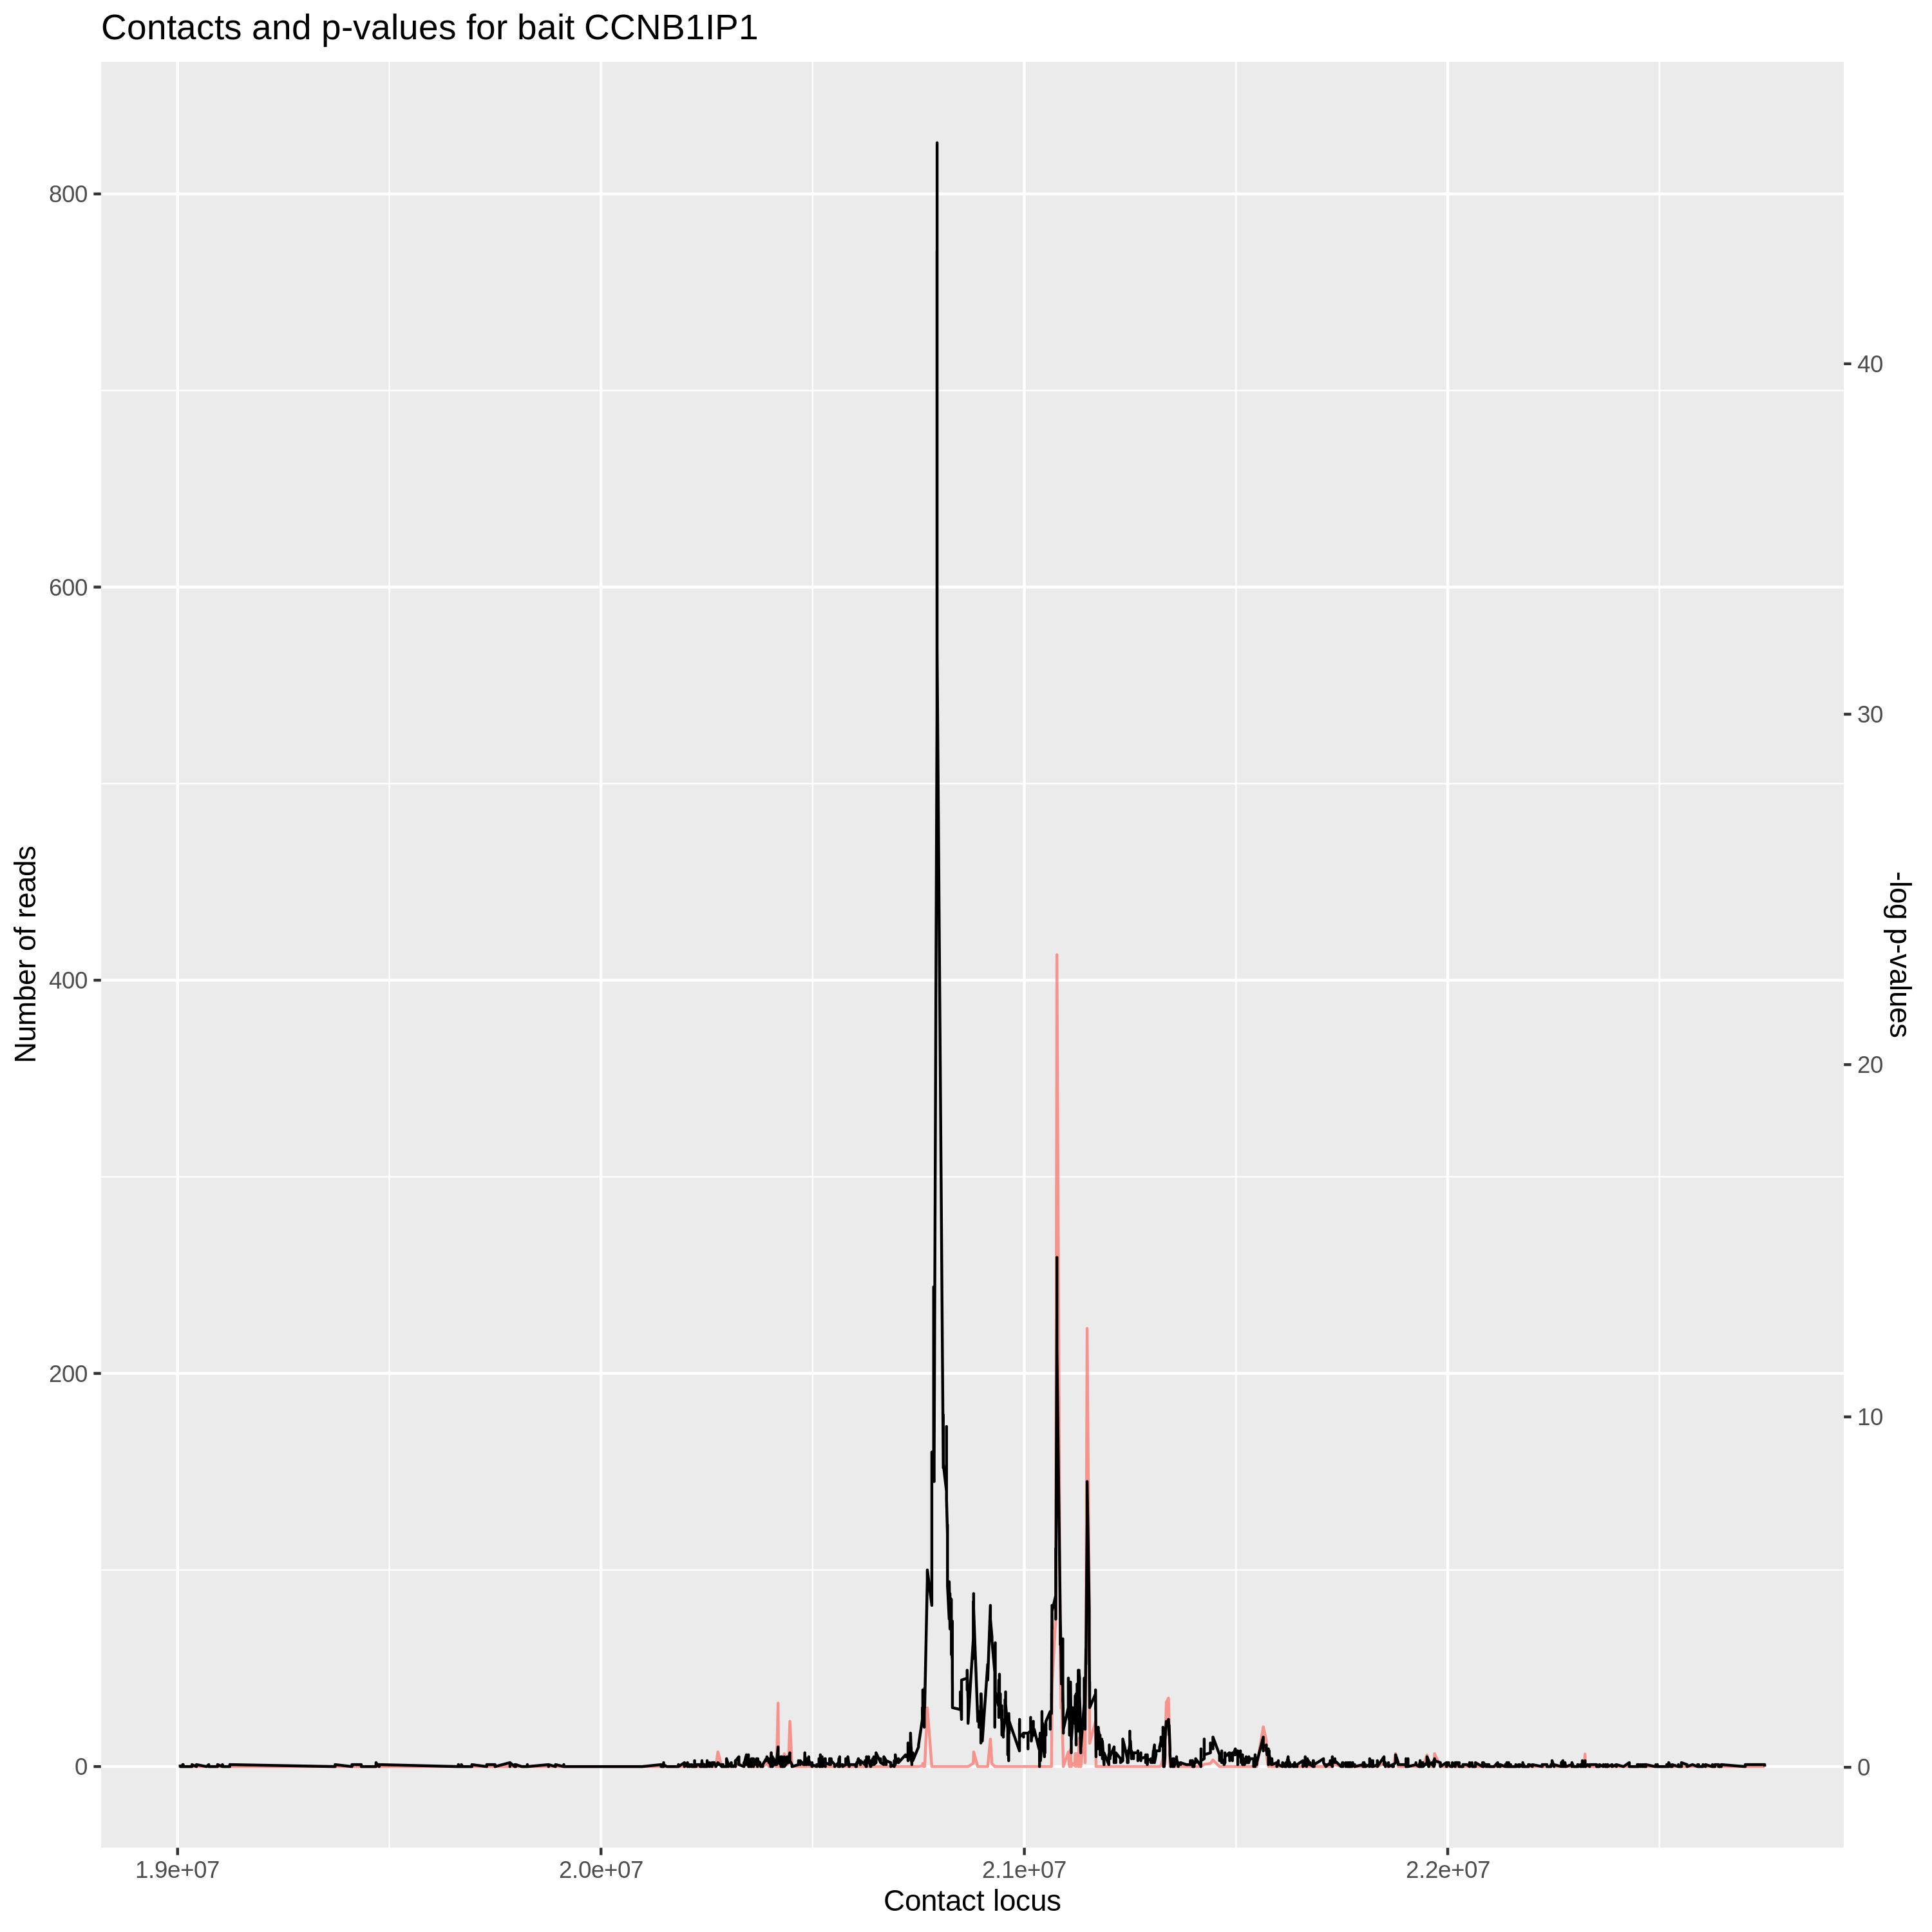 Contacts and p-values for bait CCNB1IP1
800
600
400
200
0
Number of reads
40
30
20
10
0
-log p-values
1.9e+07
2.0e+07
2.1e+07
2.2e+07
Contact locus